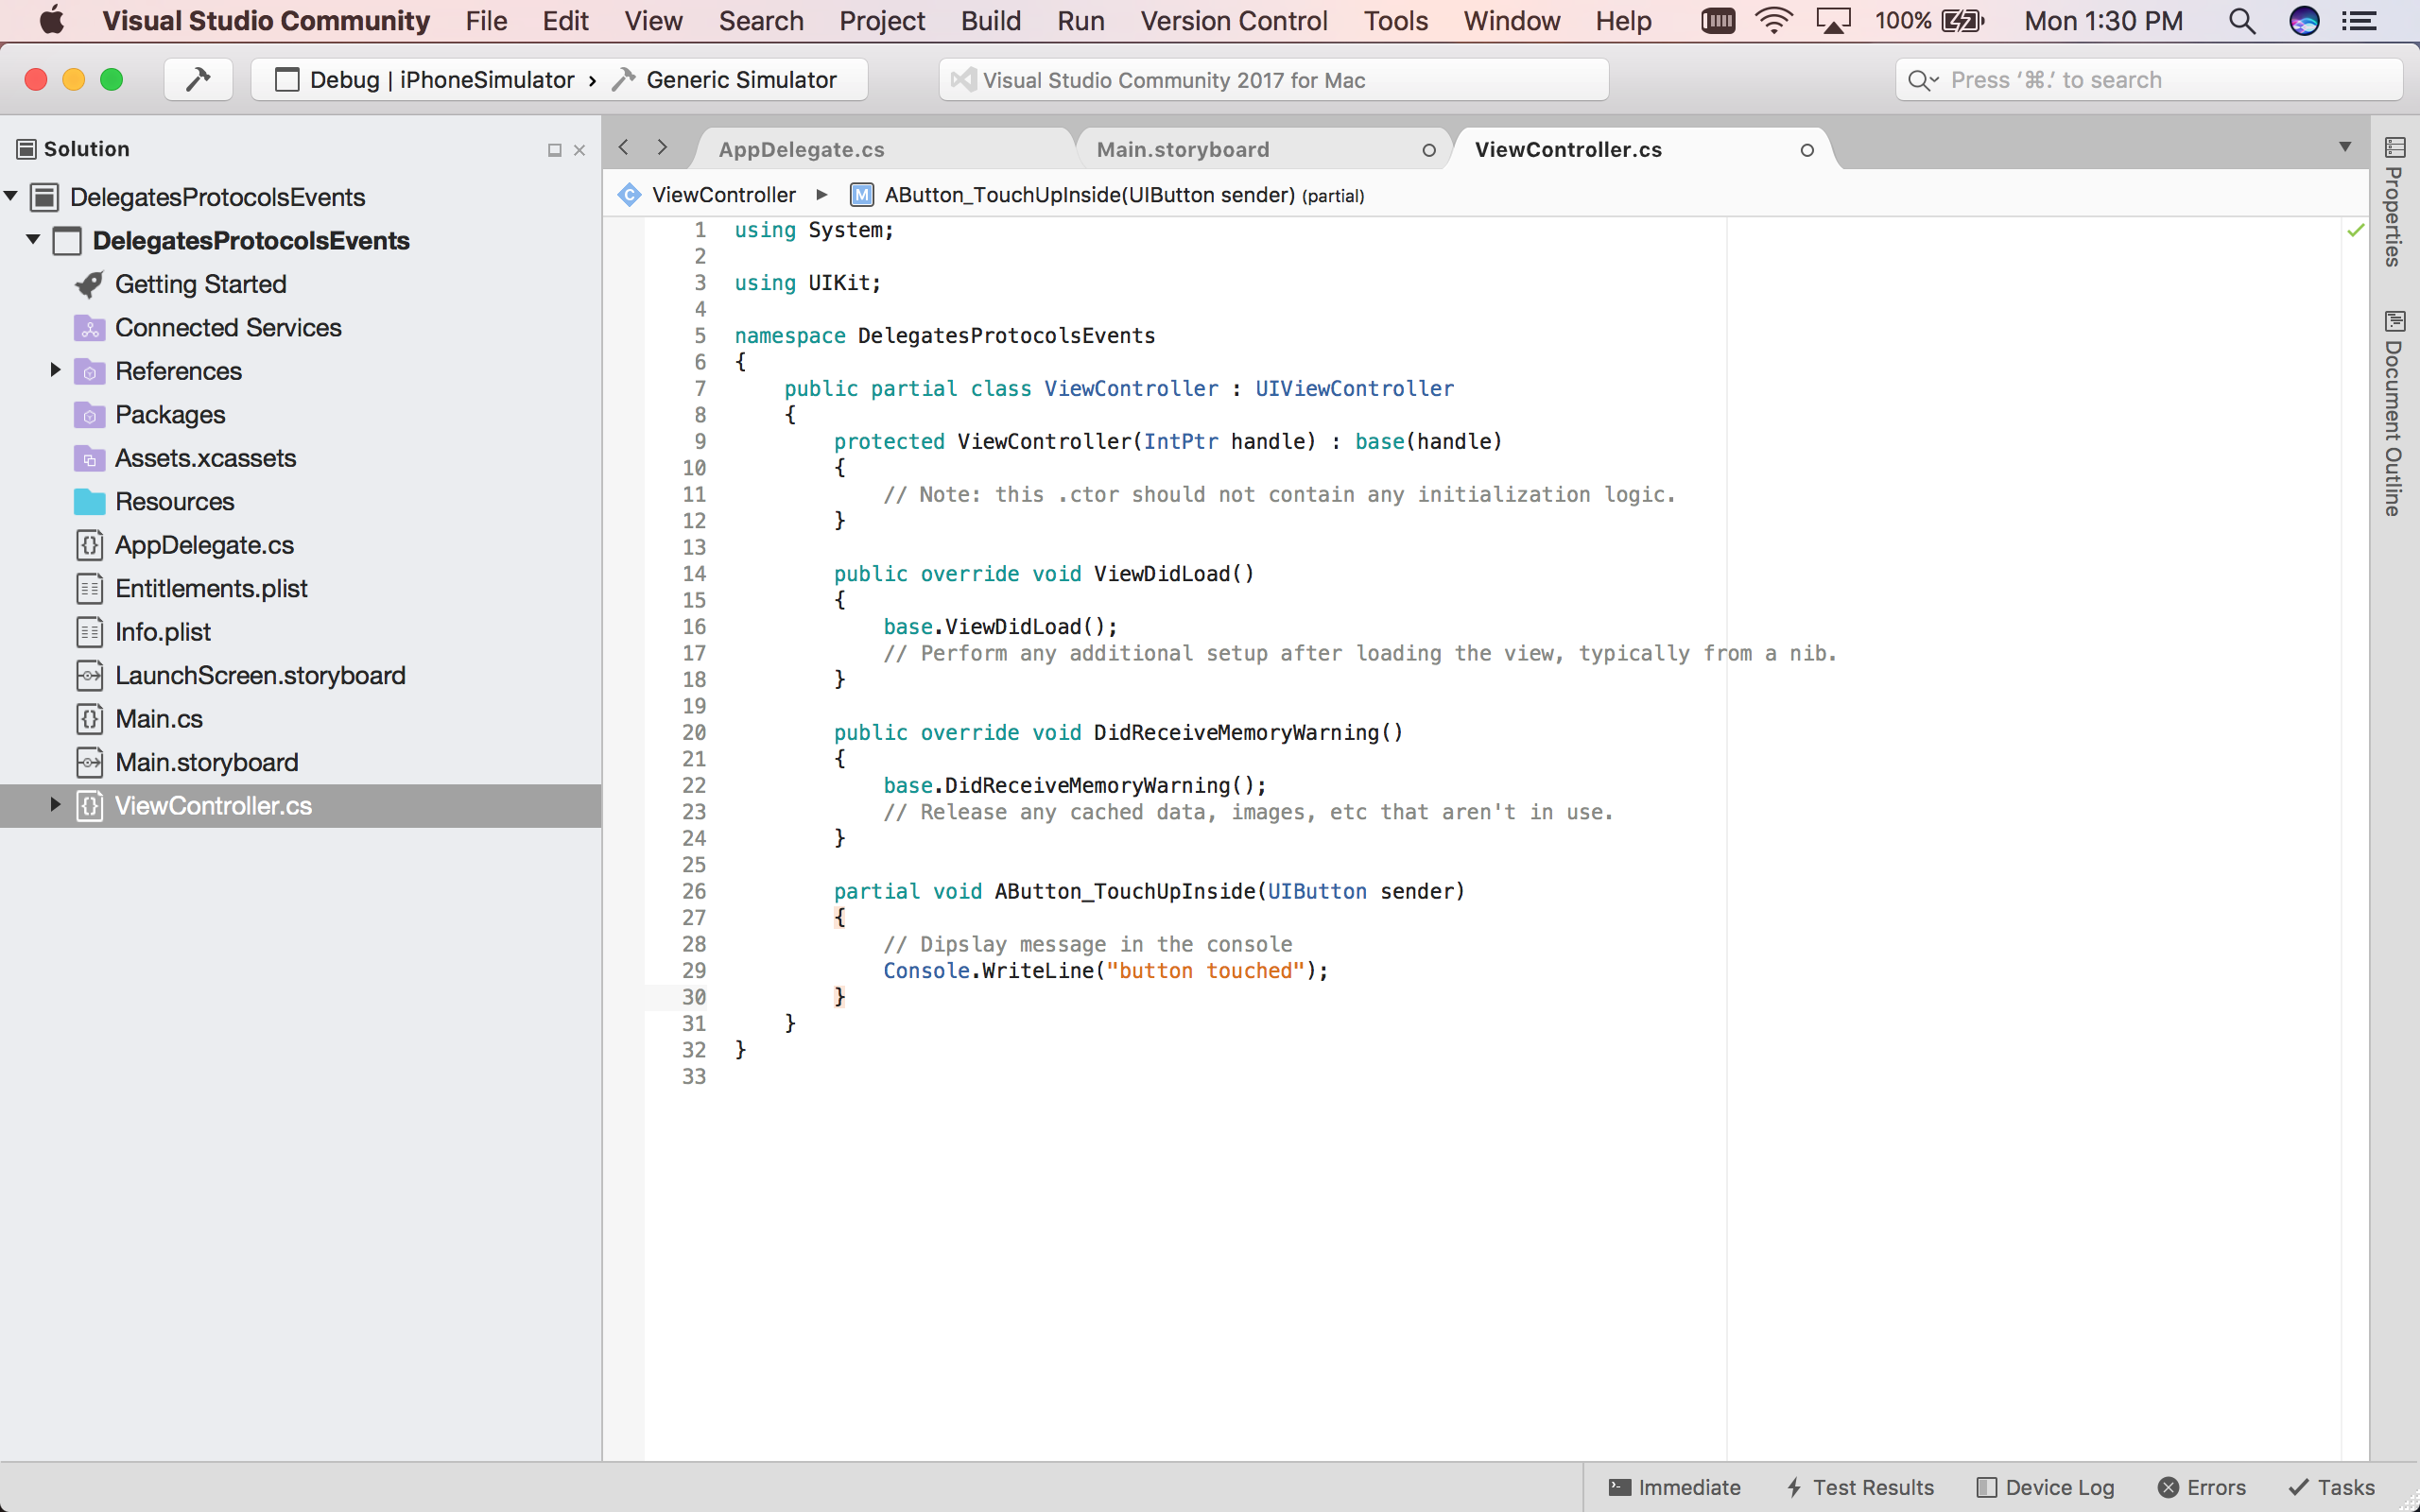 Visual Studio Community File Edit View Search Project Build Run Version Control Tools Window Help 100% Mon 1:30 PM
Debug | iPhoneSimulator › Generic Simulator Visual Studio Community 2017 for Mac Press ‘⌘.’ to search
Solution
DelegatesProtocolsEvents
DelegatesProtocolsEvents
Getting Started
Connected Services
References
Packages
Assets.xcassets
Resources
AppDelegate.cs
Entitlements.plist
Info.plist
LaunchScreen.storyboard
Main.cs
Main.storyboard
ViewController.cs
AppDelegate.cs Main.storyboard ViewController.cs
C ViewController M AButton_TouchUpInside(UIButton sender) (partial)
1 using System;
2
3 using UIKit;
4
5 namespace DelegatesProtocolsEvents
6 {
7 public partial class ViewController : UIViewController
8 {
9 protected ViewController(IntPtr handle) : base(handle)
10 {
11 // Note: this .ctor should not contain any initialization logic.
12 }
13
14 public override void ViewDidLoad()
15 {
16 base.ViewDidLoad();
17 // Perform any additional setup after loading the view, typically from a nib.
18 }
19
20 public override void DidReceiveMemoryWarning()
21 {
22 base.DidReceiveMemoryWarning();
23 // Release any cached data, images, etc that aren't in use.
24 }
25
26 partial void AButton_TouchUpInside(UIButton sender)
27 {
28 // Dipslay message in the console
29 Console.WriteLine("button touched");
30 }
31 }
32 }
33
Properties
Document Outline
Immediate Test Results Device Log Errors Tasks